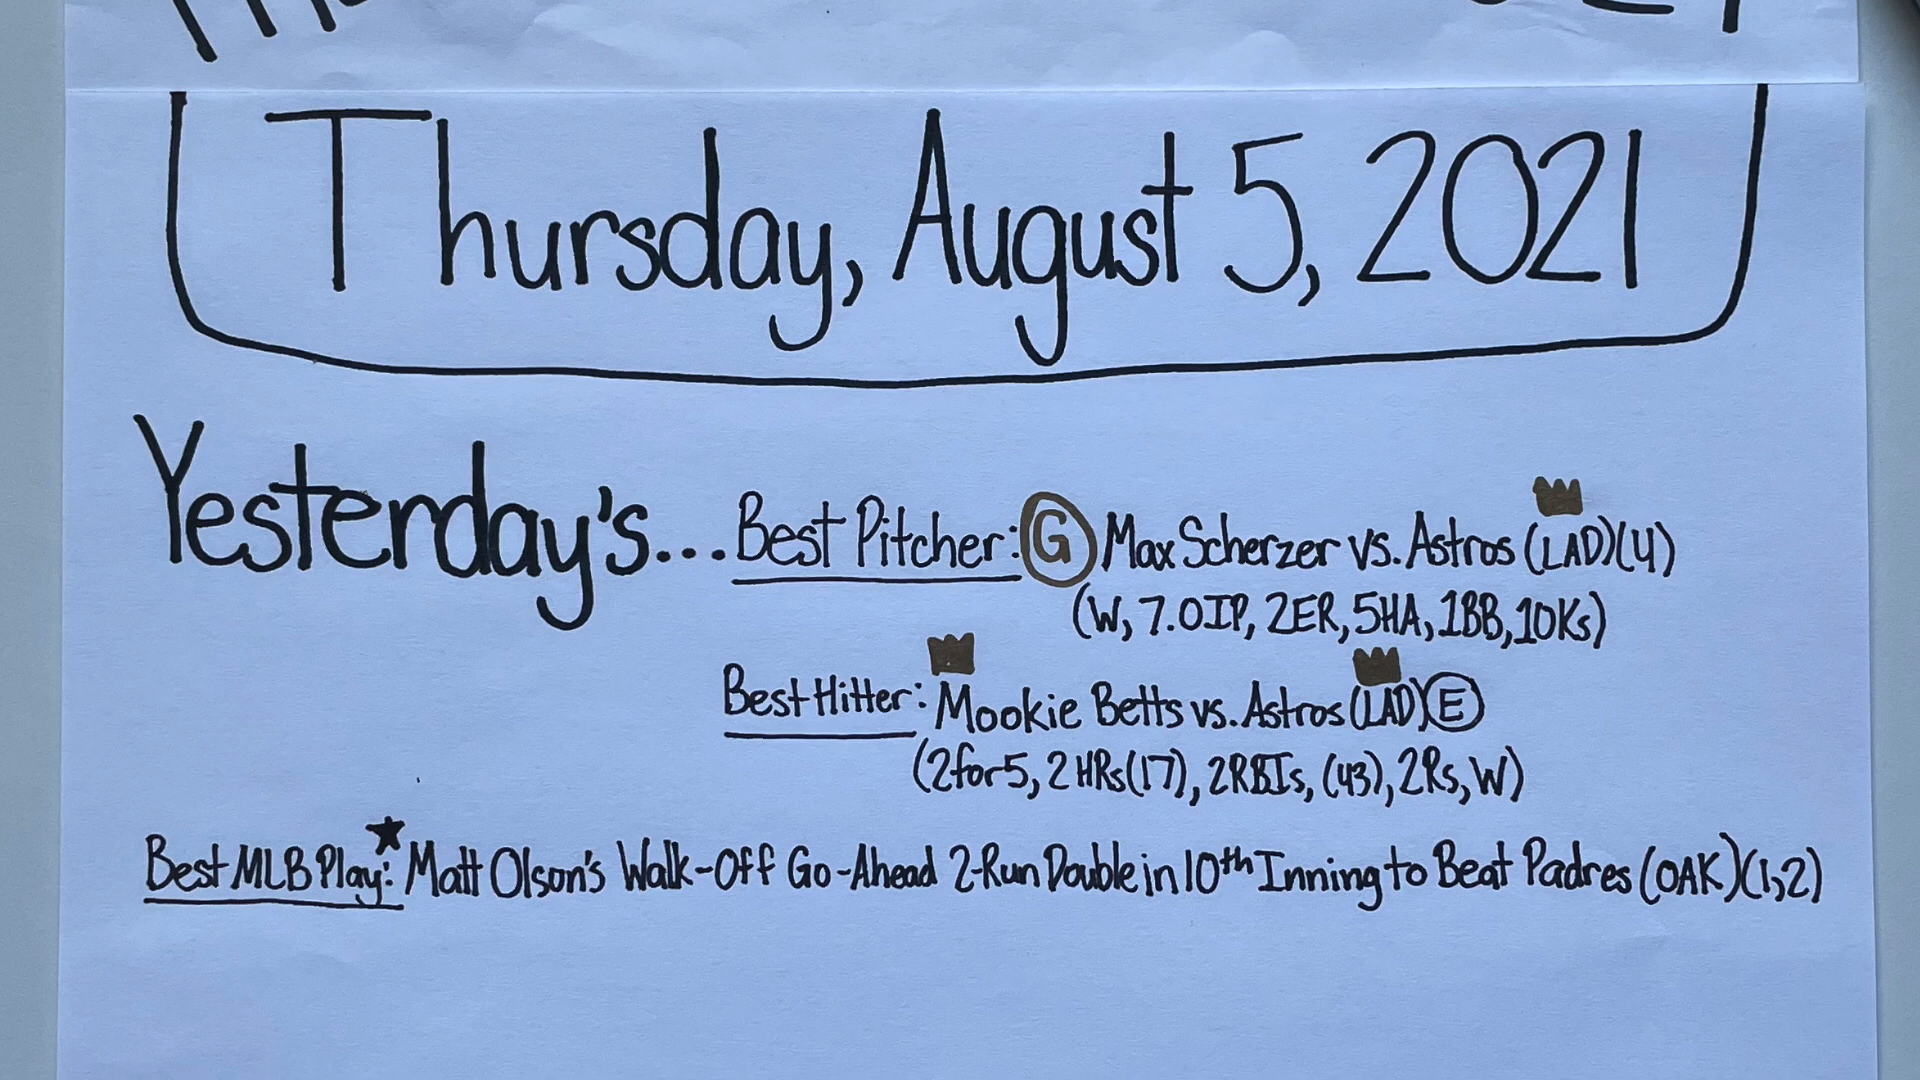 Thursday, August 5, 2021
Yesterday's... Best Pitcher: G Max Scherzer vs. Astros (LAD)(4)
(W, 7.0IP, 2ER, 5HA, 1BB, 10Ks)
Best Hitter: Mookie Betts vs. Astros (LAD) E
(2for5, 2HRs(17), 2RBIs, (43), 2Rs, W)
Best MLB Play: Matt Olson's Walk-Off Go-Ahead 2-Run Double in 10th Inning to Beat Padres (OAK)(1,2)